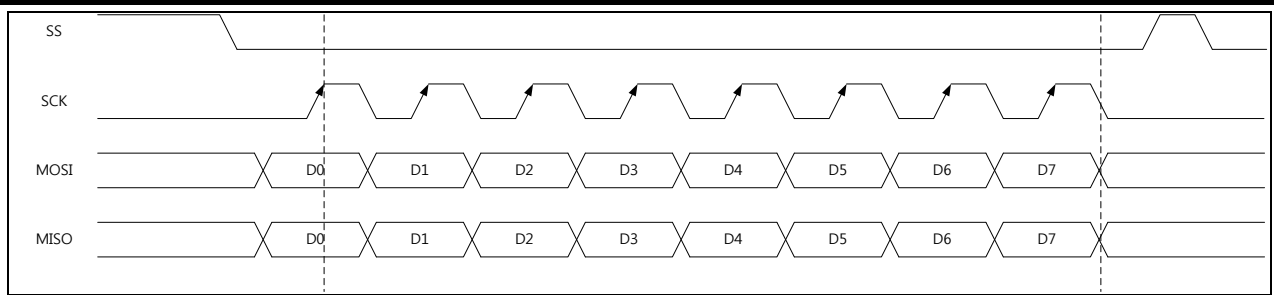 SS
SCK
MOSI D0 D1 D2 D3 D4 D5 D6 D7
MISO D0 D1 D2 D3 D4 D5 D6 D7